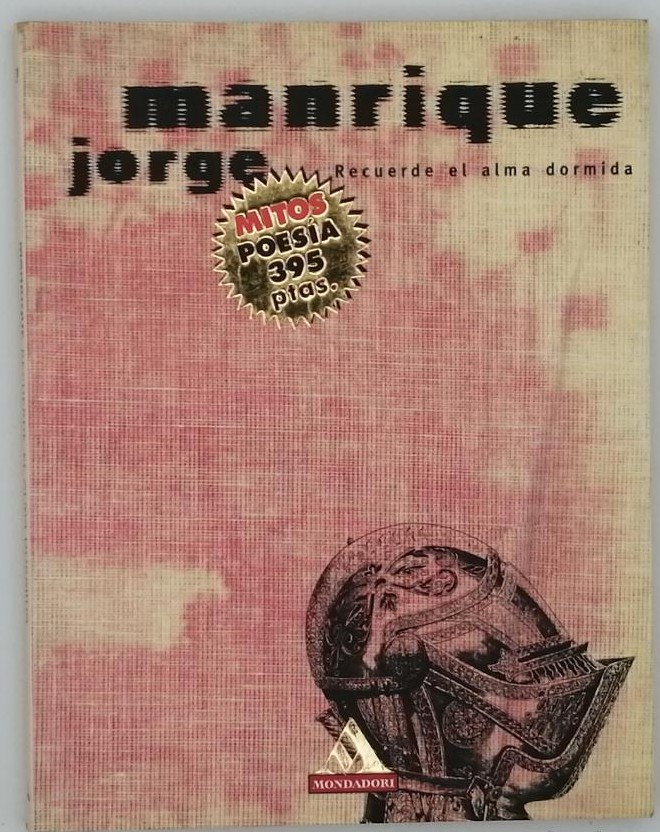 manrique
jorge
Recuerde el alma dormida
MITOS
POESÍA
395
ptas.
MONDADORI